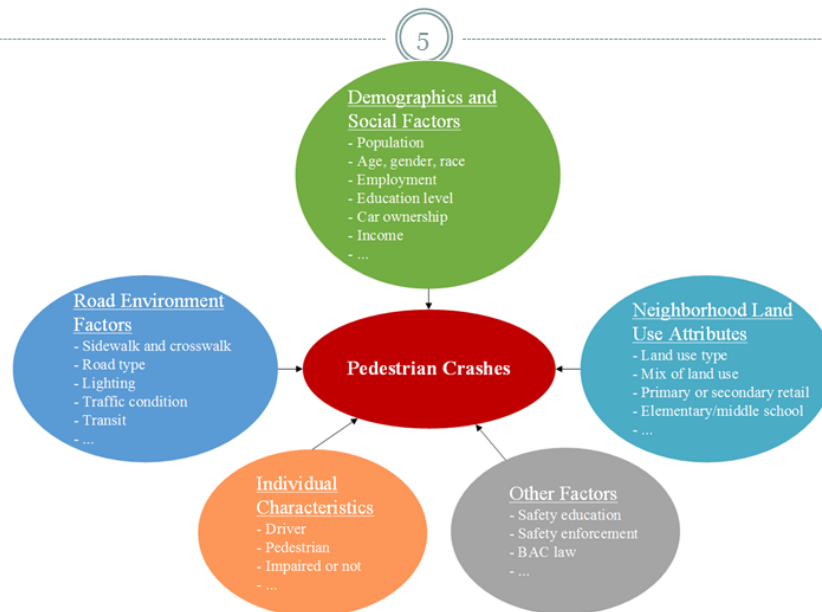 5
Demographics and
Social Factors
- Population
- Age, gender, race
- Employment
- Education level
- Car ownership
- Income
- ...
Road Environment
Factors
- Sidewalk and crosswalk
- Road type
- Lighting
- Traffic condition
- Transit
- ...
Pedestrian Crashes
Neighborhood Land
Use Attributes
- Land use type
- Mix of land use
- Primary or secondary retail
- Elementary/middle school
- ...
Individual
Characteristics
- Driver
- Pedestrian
- Impaired or not
- ...
Other Factors
- Safety education
- Safety enforcement
- BAC law
- ...